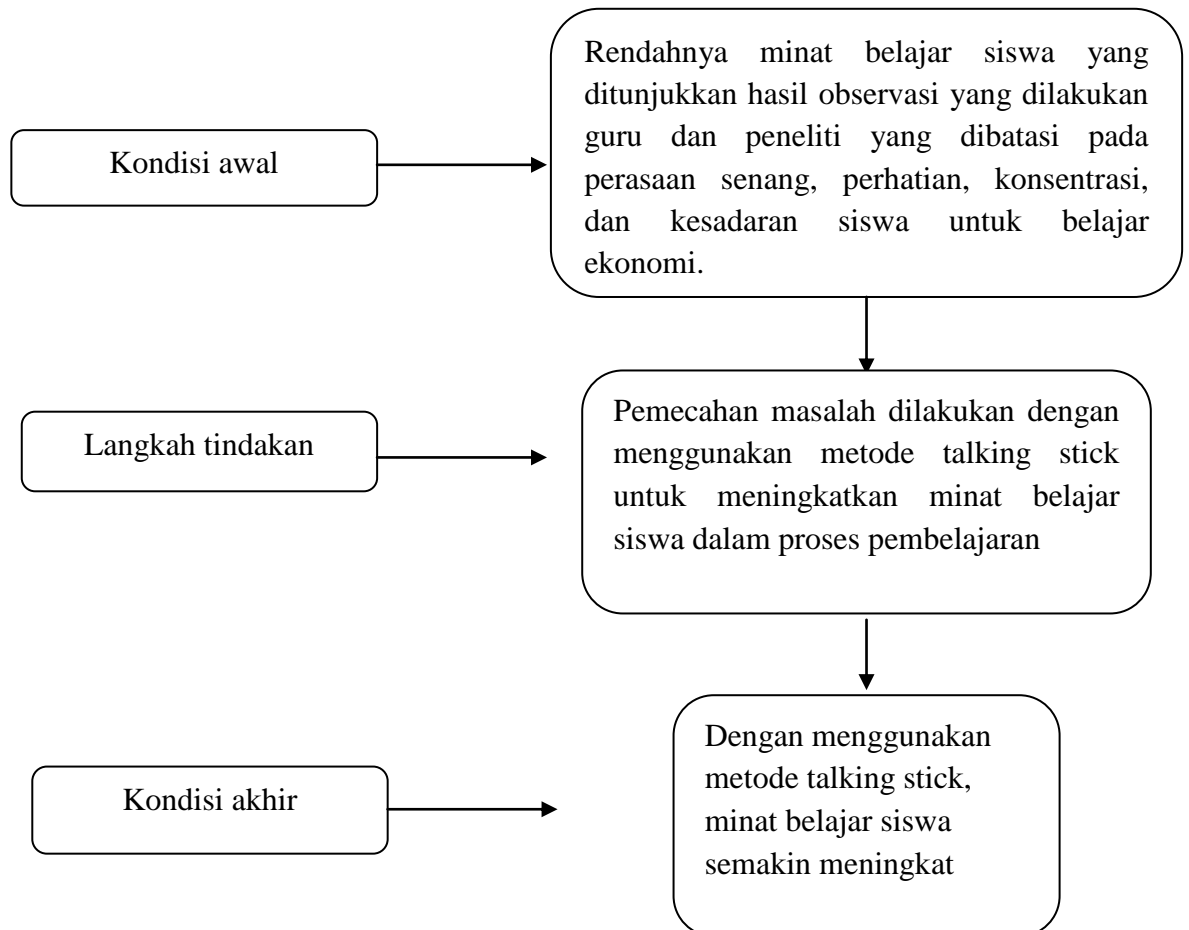 Kondisi awal
Rendahnya minat belajar siswa yang
ditunjukkan hasil observasi yang dilakukan
guru dan peneliti yang dibatasi pada
perasaan senang, perhatian, konsentrasi,
dan kesadaran siswa untuk belajar
ekonomi.
Langkah tindakan
Pemecahan masalah dilakukan dengan
menggunakan metode talking stick
untuk meningkatkan minat belajar
siswa dalam proses pembelajaran
Kondisi akhir
Dengan menggunakan
metode talking stick,
minat belajar siswa
semakin meningkat